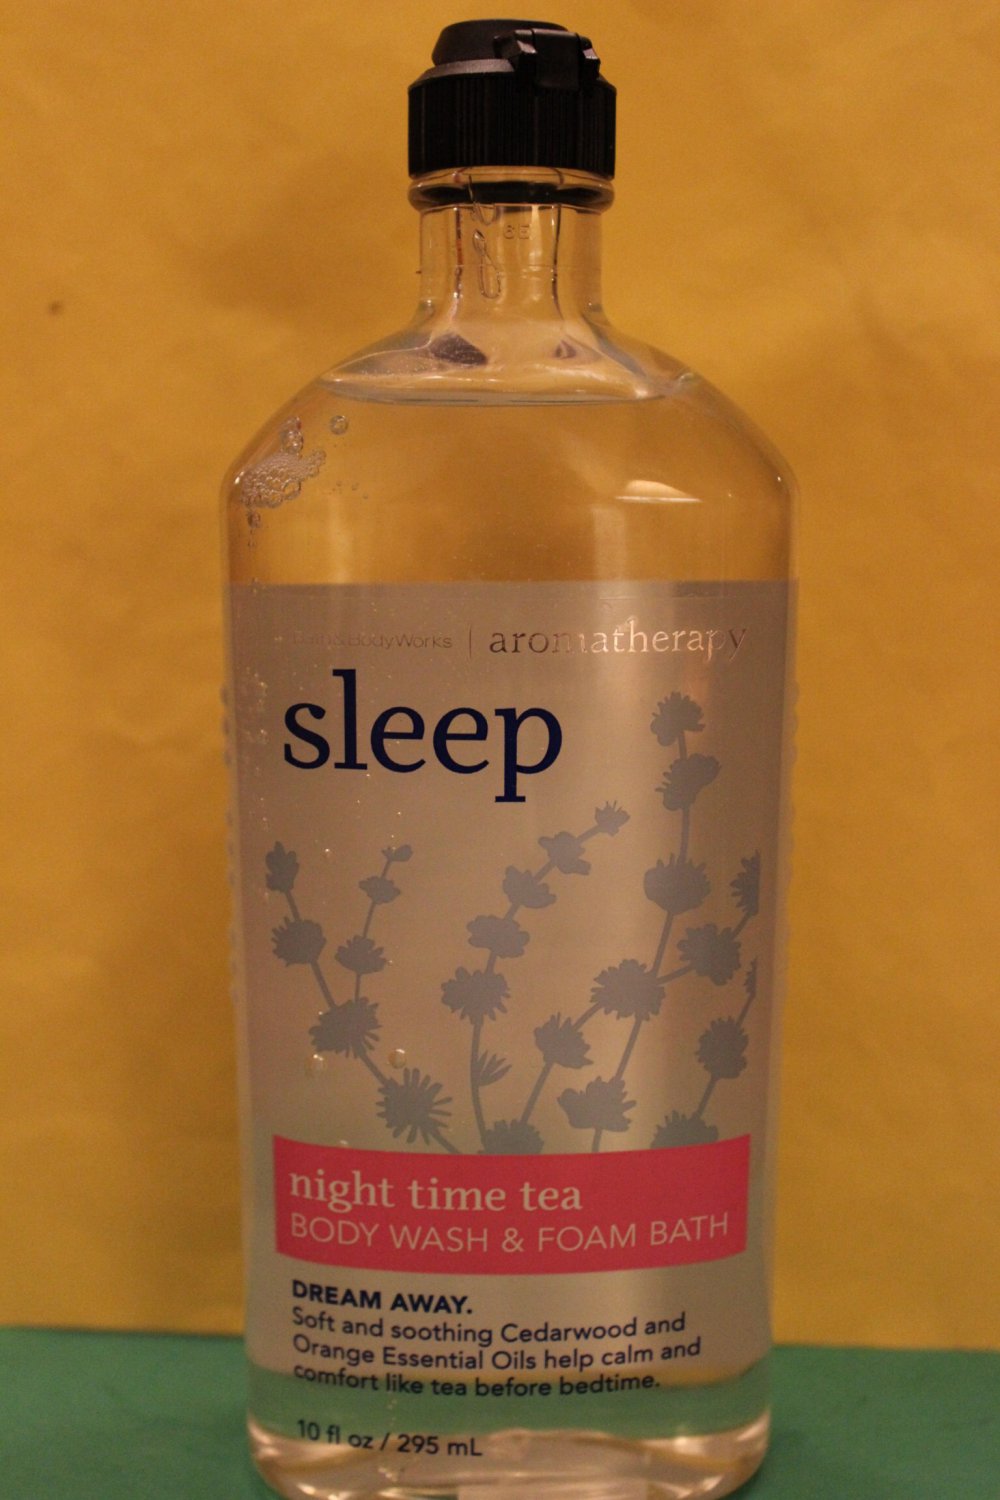 6E
Bath&BodyWorks | aromatherapy
sleep
night time tea
BODY WASH & FOAM BATH
DREAM AWAY.
Soft and soothing Cedarwood and
Orange Essential Oils help calm and
comfort like tea before bedtime.
10 fl oz / 295 mL